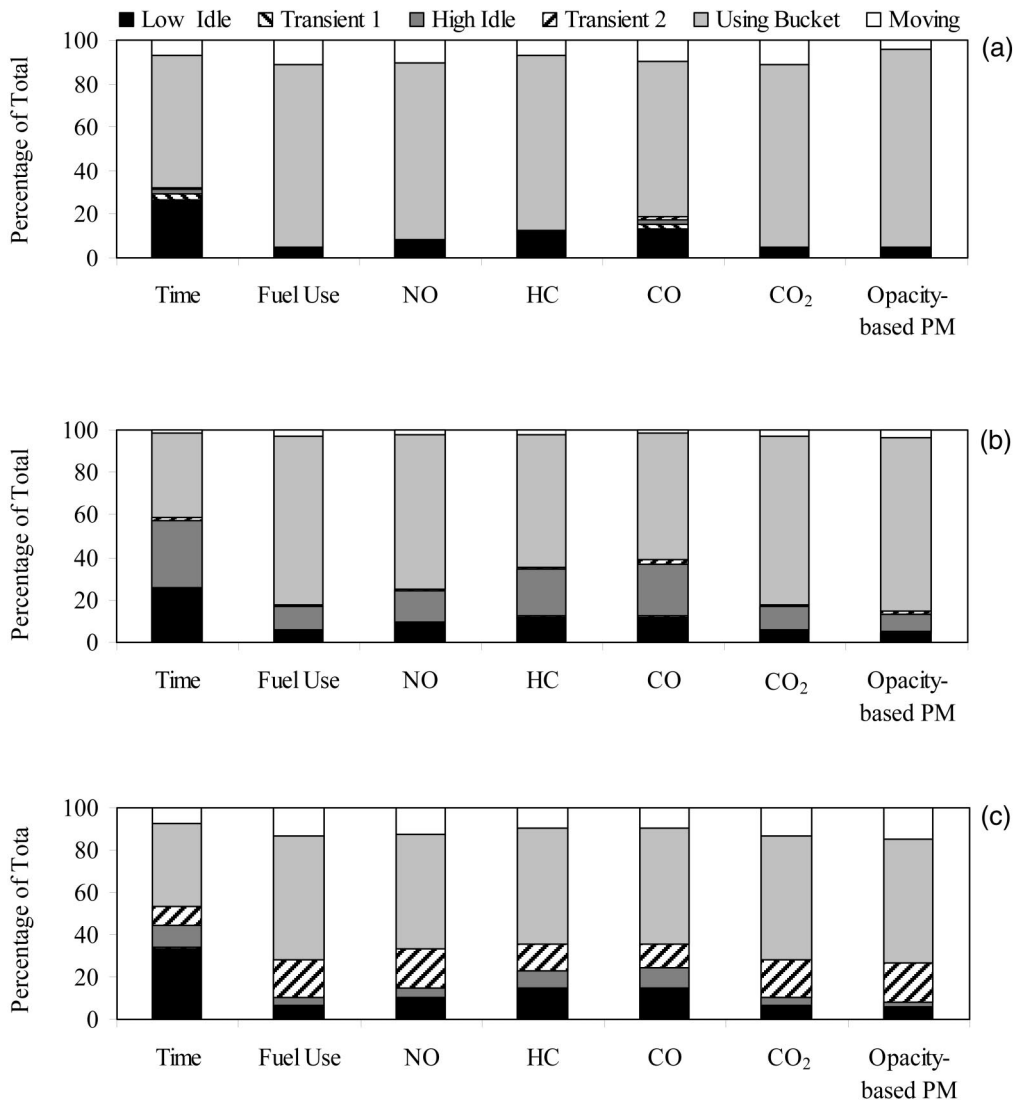 Low Idle Transient 1 High Idle Transient 2 Using Bucket Moving
(a)
Percentage of Total
100
80
60
40
20
0
Time Fuel Use NO HC CO CO₂ Opacity-
based PM
(b)
Percentage of Total
100
80
60
40
20
0
Time Fuel Use NO HC CO CO₂ Opacity-
based PM
(c)
Percentage of Tota
100
80
60
40
20
0
Time Fuel Use NO HC CO CO₂ Opacity-
based PM